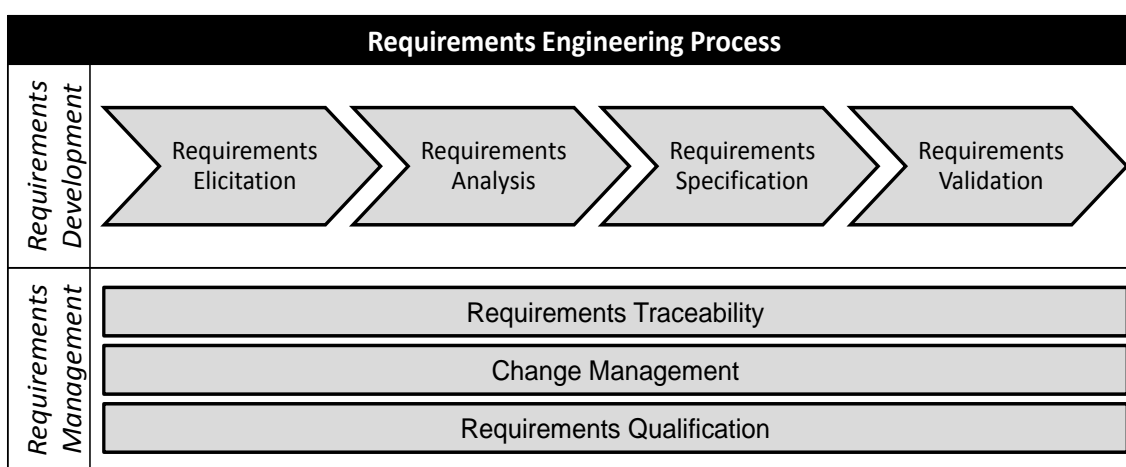 Requirements Engineering Process
Requirements
Development
Requirements
Elicitation
Requirements
Analysis
Requirements
Specification
Requirements
Validation
Requirements
Management
Requirements Traceability
Change Management
Requirements Qualification